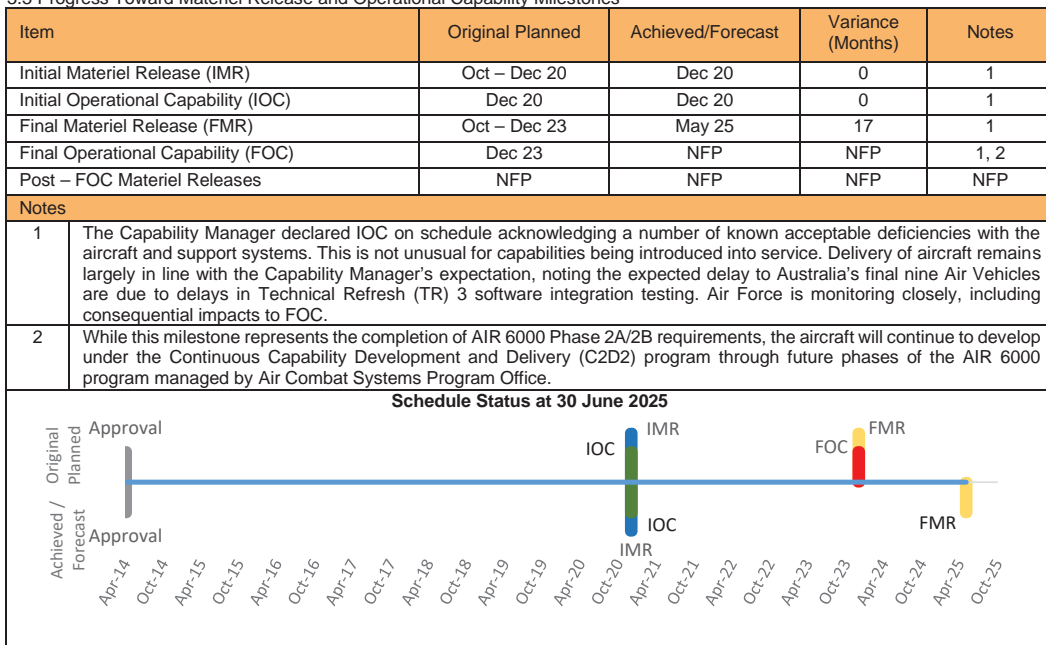 5.3 Progress Toward Materiel Release and Operational Capability Milestones
Item Original Planned Achieved/Forecast Variance (Months) Notes
Initial Materiel Release (IMR) Oct – Dec 20 Dec 20 0 1
Initial Operational Capability (IOC) Dec 20 Dec 20 0 1
Final Materiel Release (FMR) Oct – Dec 23 May 25 17 1
Final Operational Capability (FOC) Dec 23 NFP NFP 1, 2
Post – FOC Materiel Releases NFP NFP NFP NFP
Notes
1 The Capability Manager declared IOC on schedule acknowledging a number of known acceptable deficiencies with the
aircraft and support systems. This is not unusual for capabilities being introduced into service. Delivery of aircraft remains
largely in line with the Capability Manager's expectation, noting the expected delay to Australia's final nine Air Vehicles
are due to delays in Technical Refresh (TR) 3 software integration testing. Air Force is monitoring closely, including
consequential impacts to FOC.
2 While this milestone represents the completion of AIR 6000 Phase 2A/2B requirements, the aircraft will continue to develop
under the Continuous Capability Development and Delivery (C2D2) program through future phases of the AIR 6000
program managed by Air Combat Systems Program Office.
Schedule Status at 30 June 2025
Original Planned
Approval
IOC
IMR
FOC
FMR
Achieved / Forecast
Approval
IOC
IMR
FMR
Apr-14 Oct-14 Apr-15 Oct-15 Apr-16 Oct-16 Apr-17 Oct-17 Apr-18 Oct-18 Apr-19 Oct-19 Apr-20 Oct-20 Apr-21 Oct-21 Apr-22 Oct-22 Apr-23 Oct-23 Apr-24 Oct-24 Apr-25 Oct-25